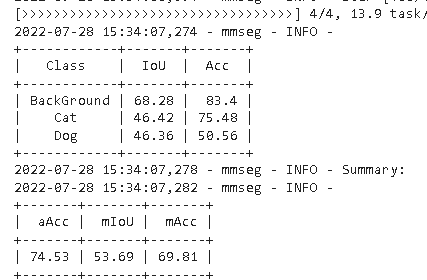 [>>>>>>>>>>>>>>>>>>>>>>>>>>>>>>>>>>] 4/4, 13.9 task/
2022-07-28 15:34:07,274 - mmseg - INFO -
+------------+-------+-------+
|   Class    |  IoU  |  Acc  |
+------------+-------+-------+
| BackGround | 68.28 |  83.4 |
|    Cat     | 46.42 | 75.48 |
|    Dog     | 46.36 | 50.56 |
+------------+-------+-------+
2022-07-28 15:34:07,278 - mmseg - INFO - Summary:
2022-07-28 15:34:07,282 - mmseg - INFO -
+-------+-------+-------+
|  aAcc |  mIoU |  mAcc |
+-------+-------+-------+
| 74.53 | 53.69 | 69.81 |
+-------+-------+-------+